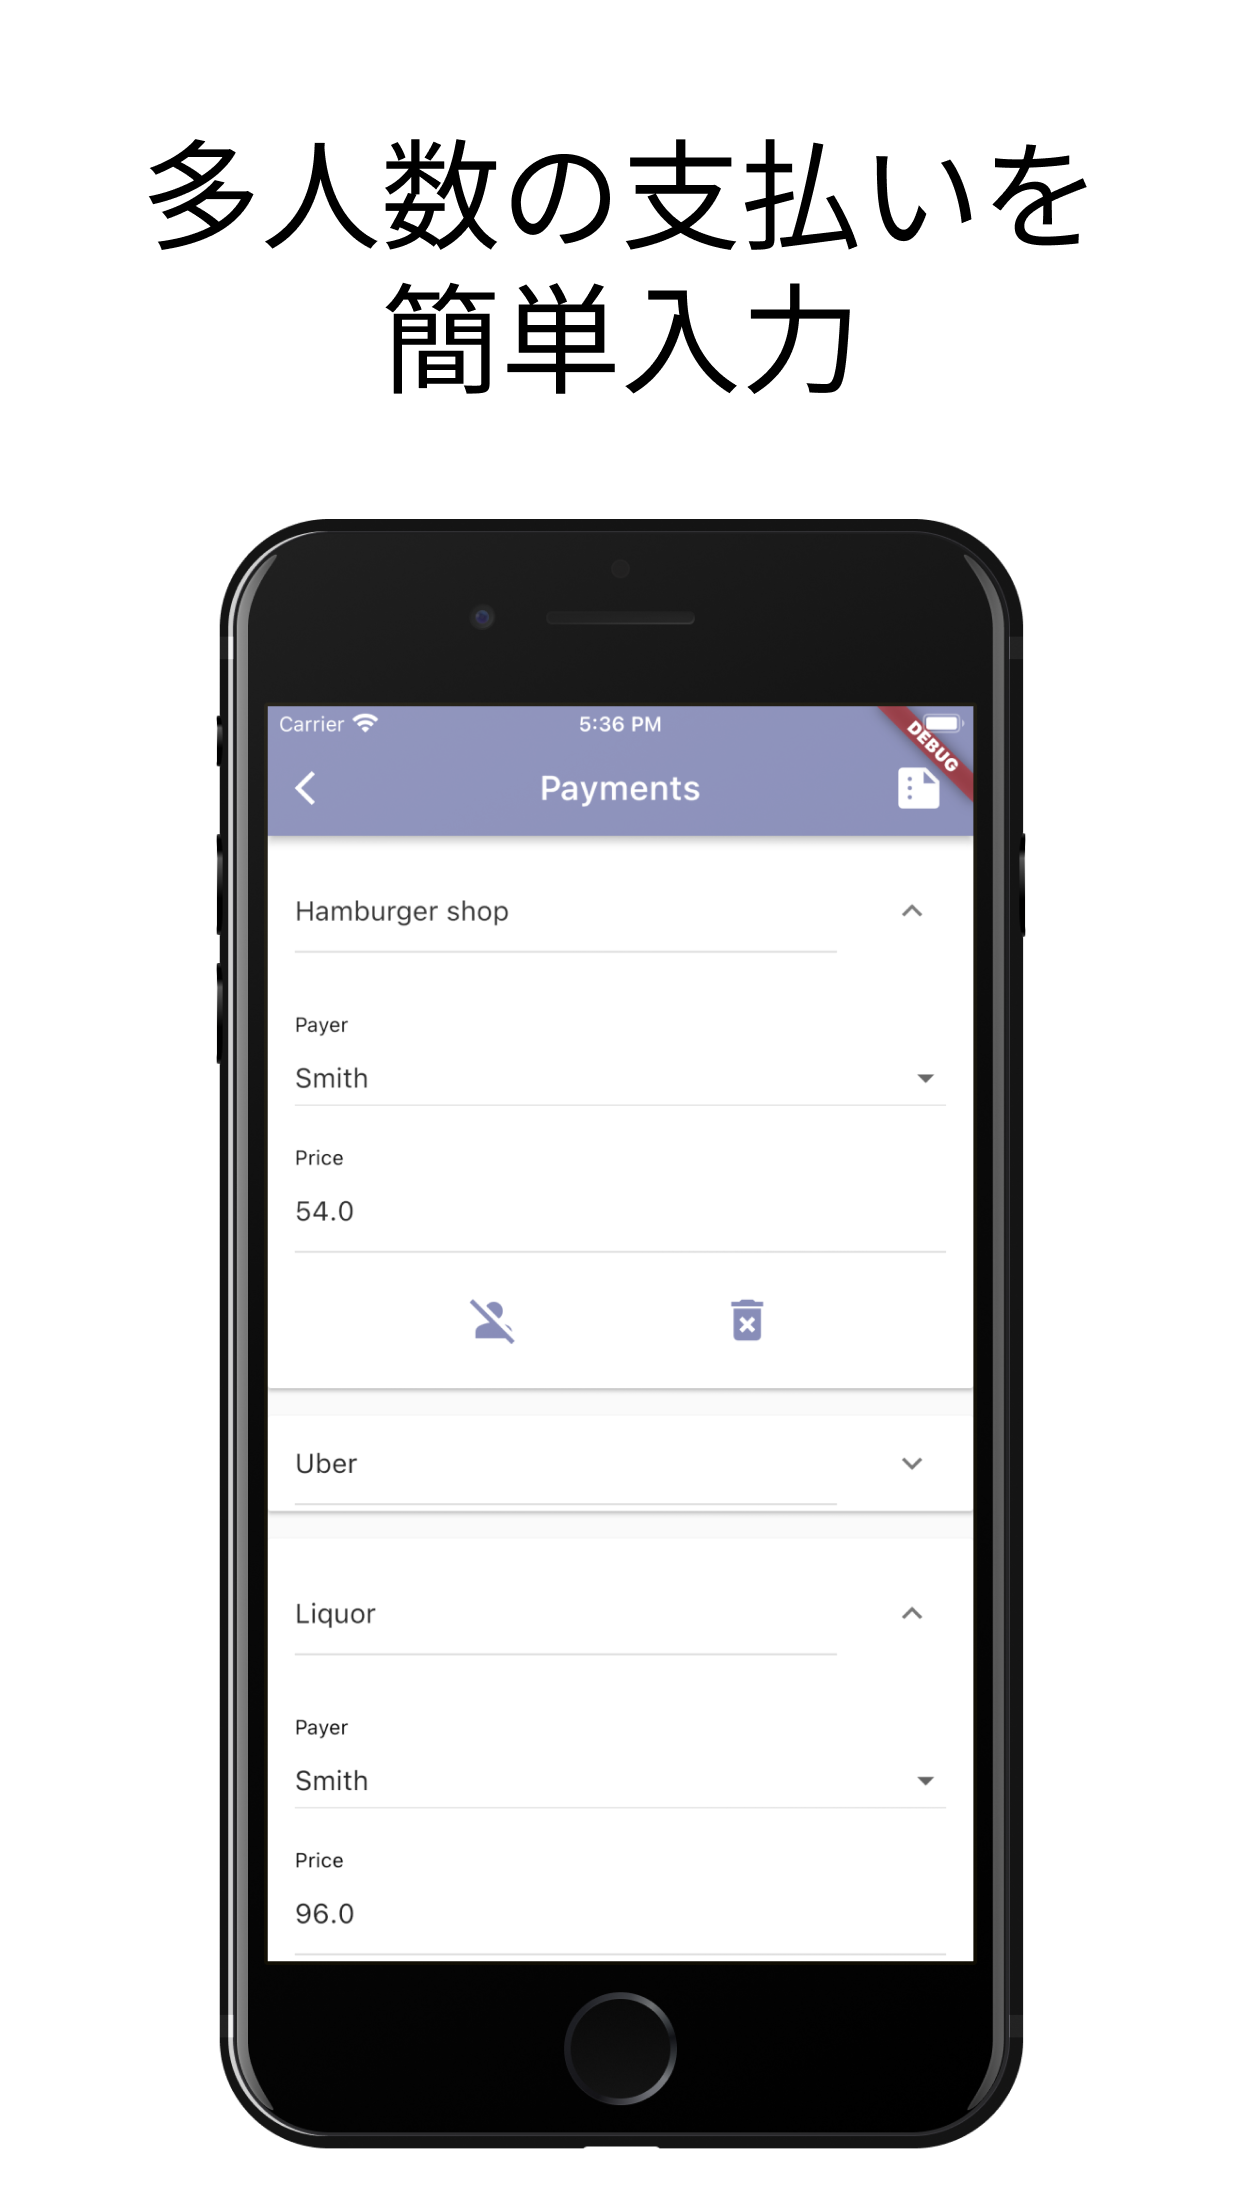 多人数の支払いを
簡単入力
Carrier 5:36 PM
DEBUG
Payments
Hamburger shop
Payer
Smith
Price
54.0
Uber
Liquor
Payer
Smith
Price
96.0